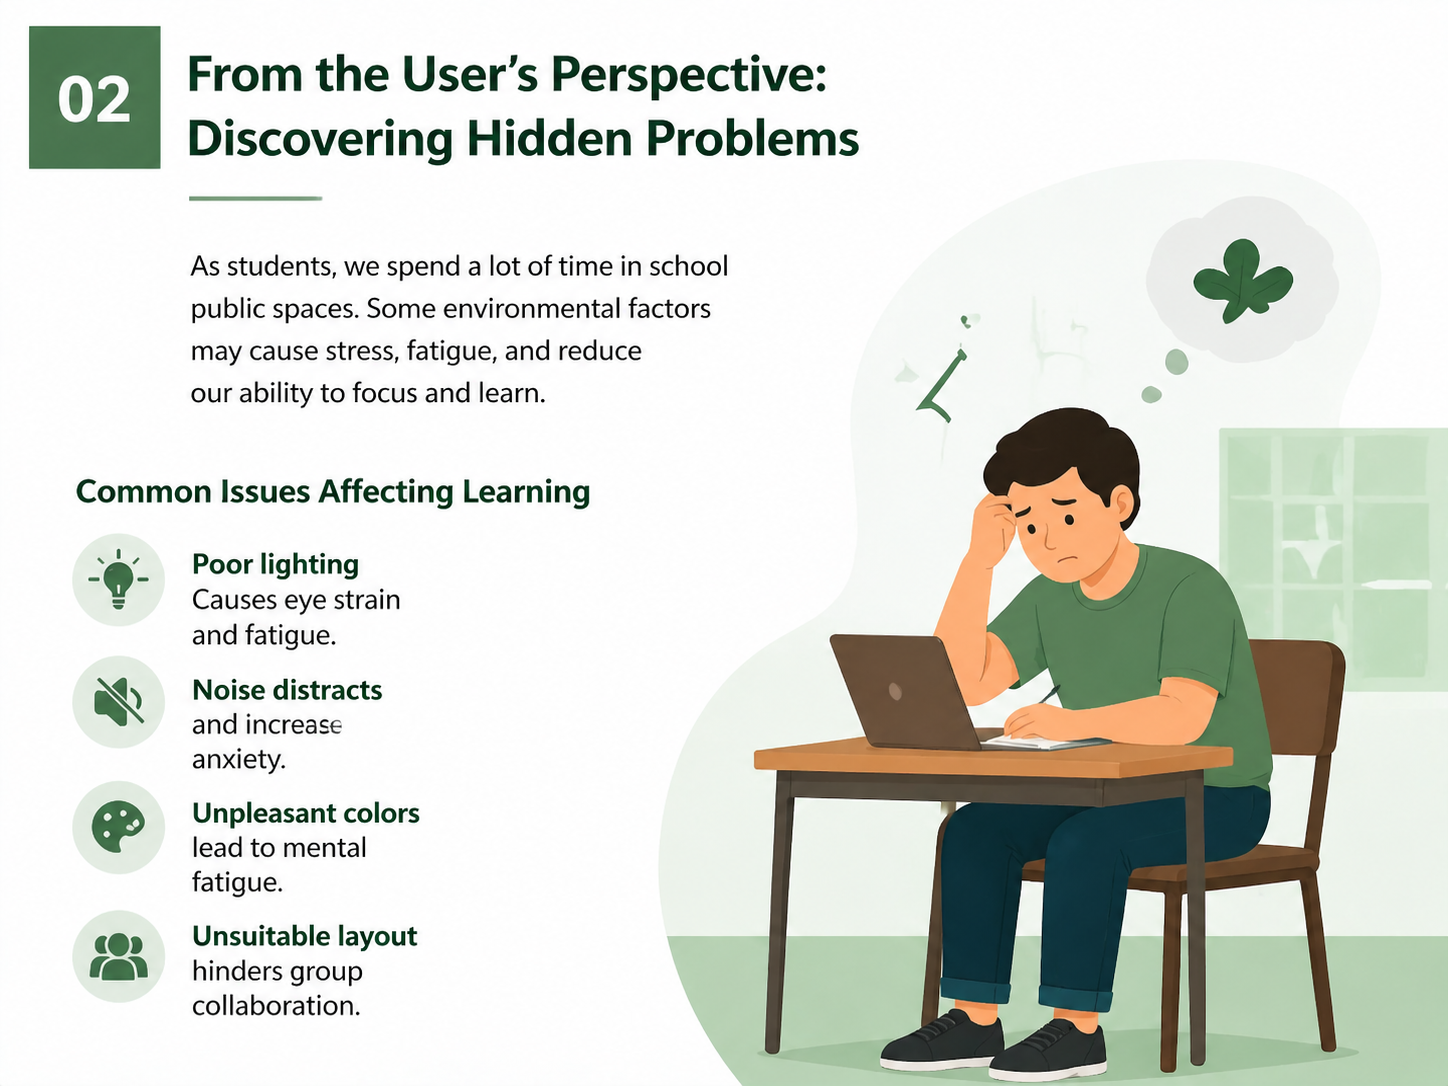 02
From the User's Perspective:
Discovering Hidden Problems
As students, we spend a lot of time in school
public spaces. Some environmental factors
may cause stress, fatigue, and reduce
our ability to focus and learn.
Common Issues Affecting Learning
Poor lighting
Causes eye strain
and fatigue.
Noise distracts
and increase
anxiety.
Unpleasant colors
lead to mental
fatigue.
Unsuitable layout
hinders group
collaboration.